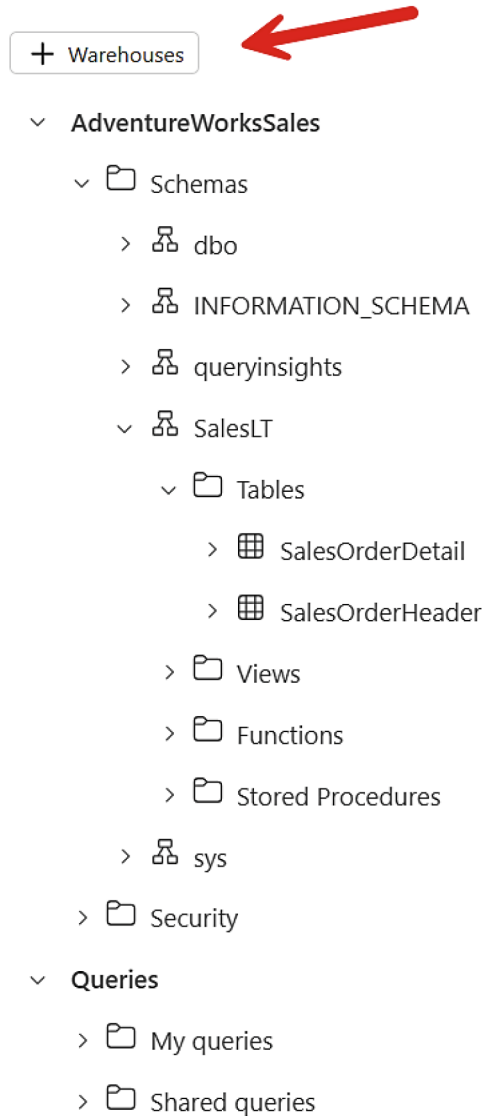 Warehouses
AdventureWorksSales
Schemas
dbo
INFORMATION_SCHEMA
queryinsights
SalesLT
Tables
SalesOrderDetail
SalesOrderHeader
Views
Functions
Stored Procedures
sys
Security
Queries
My queries
Shared queries